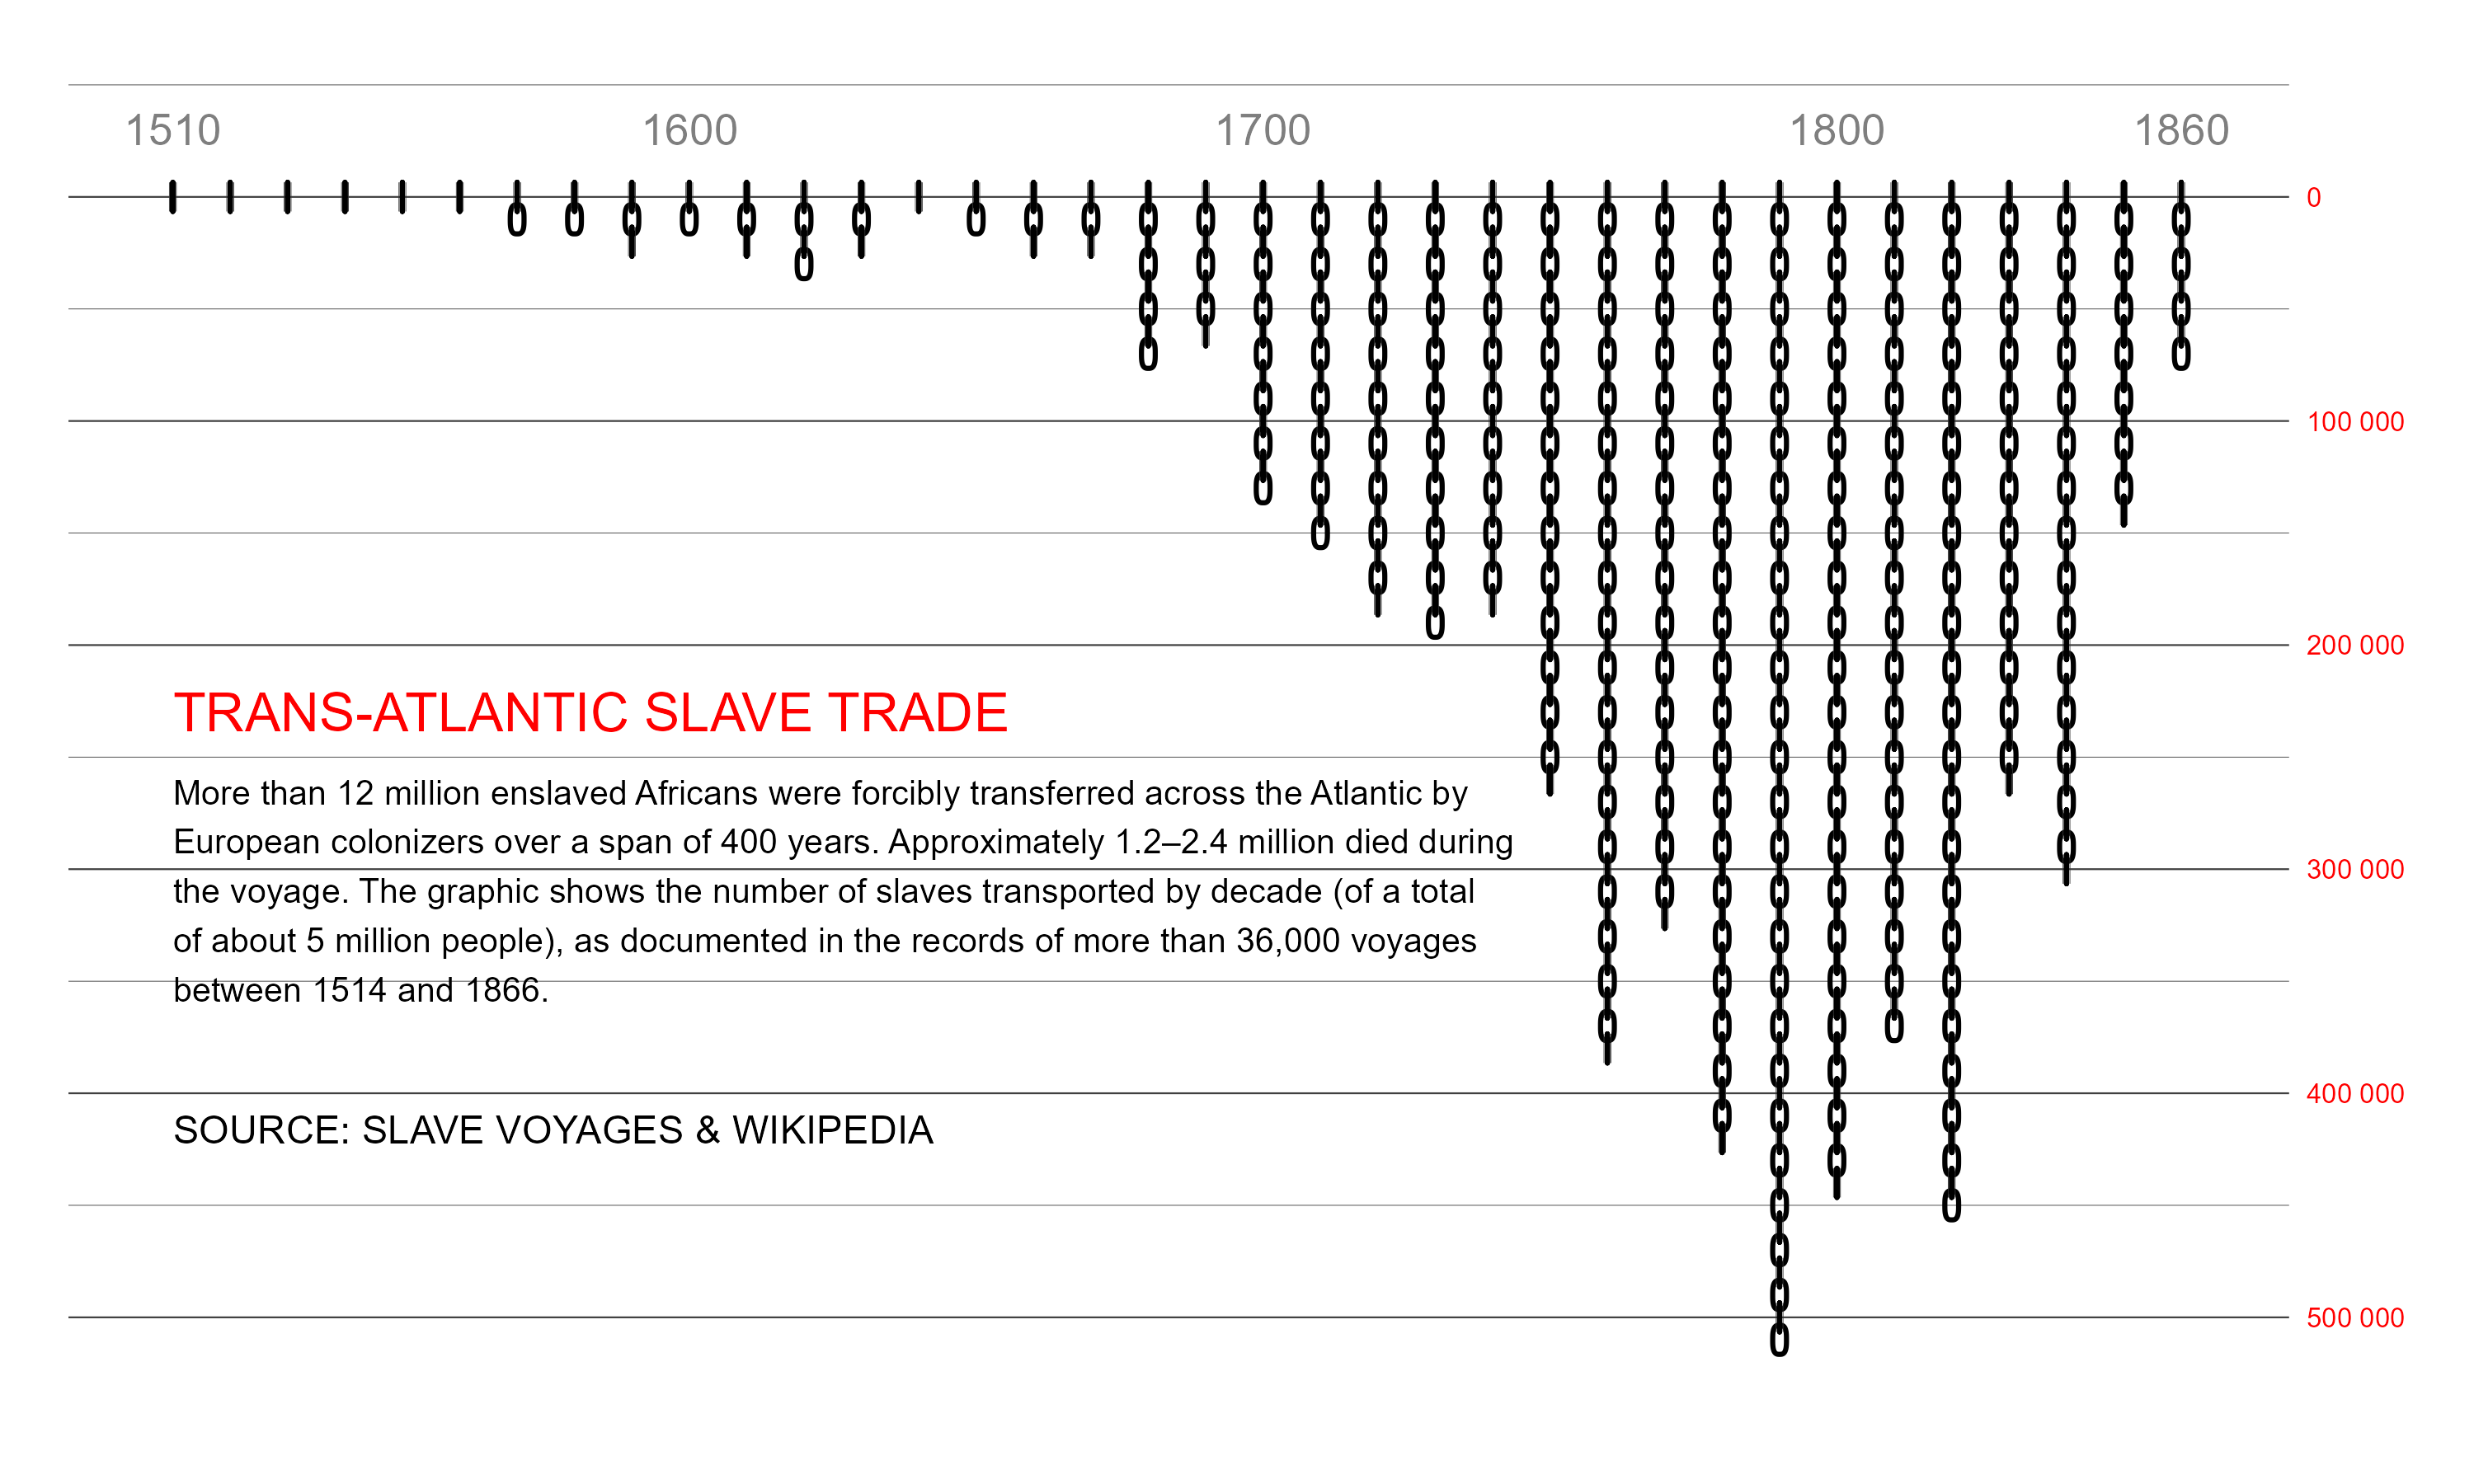 1510 1600 1700 1800 1860
0
100 000
200 000
TRANS-ATLANTIC SLAVE TRADE
More than 12 million enslaved Africans were forcibly transferred across the Atlantic by
European colonizers over a span of 400 years. Approximately 1.2–2.4 million died during
300 000
the voyage. The graphic shows the number of slaves transported by decade (of a total
of about 5 million people), as documented in the records of more than 36,000 voyages
between 1514 and 1866.
400 000
SOURCE: SLAVE VOYAGES & WIKIPEDIA
500 000